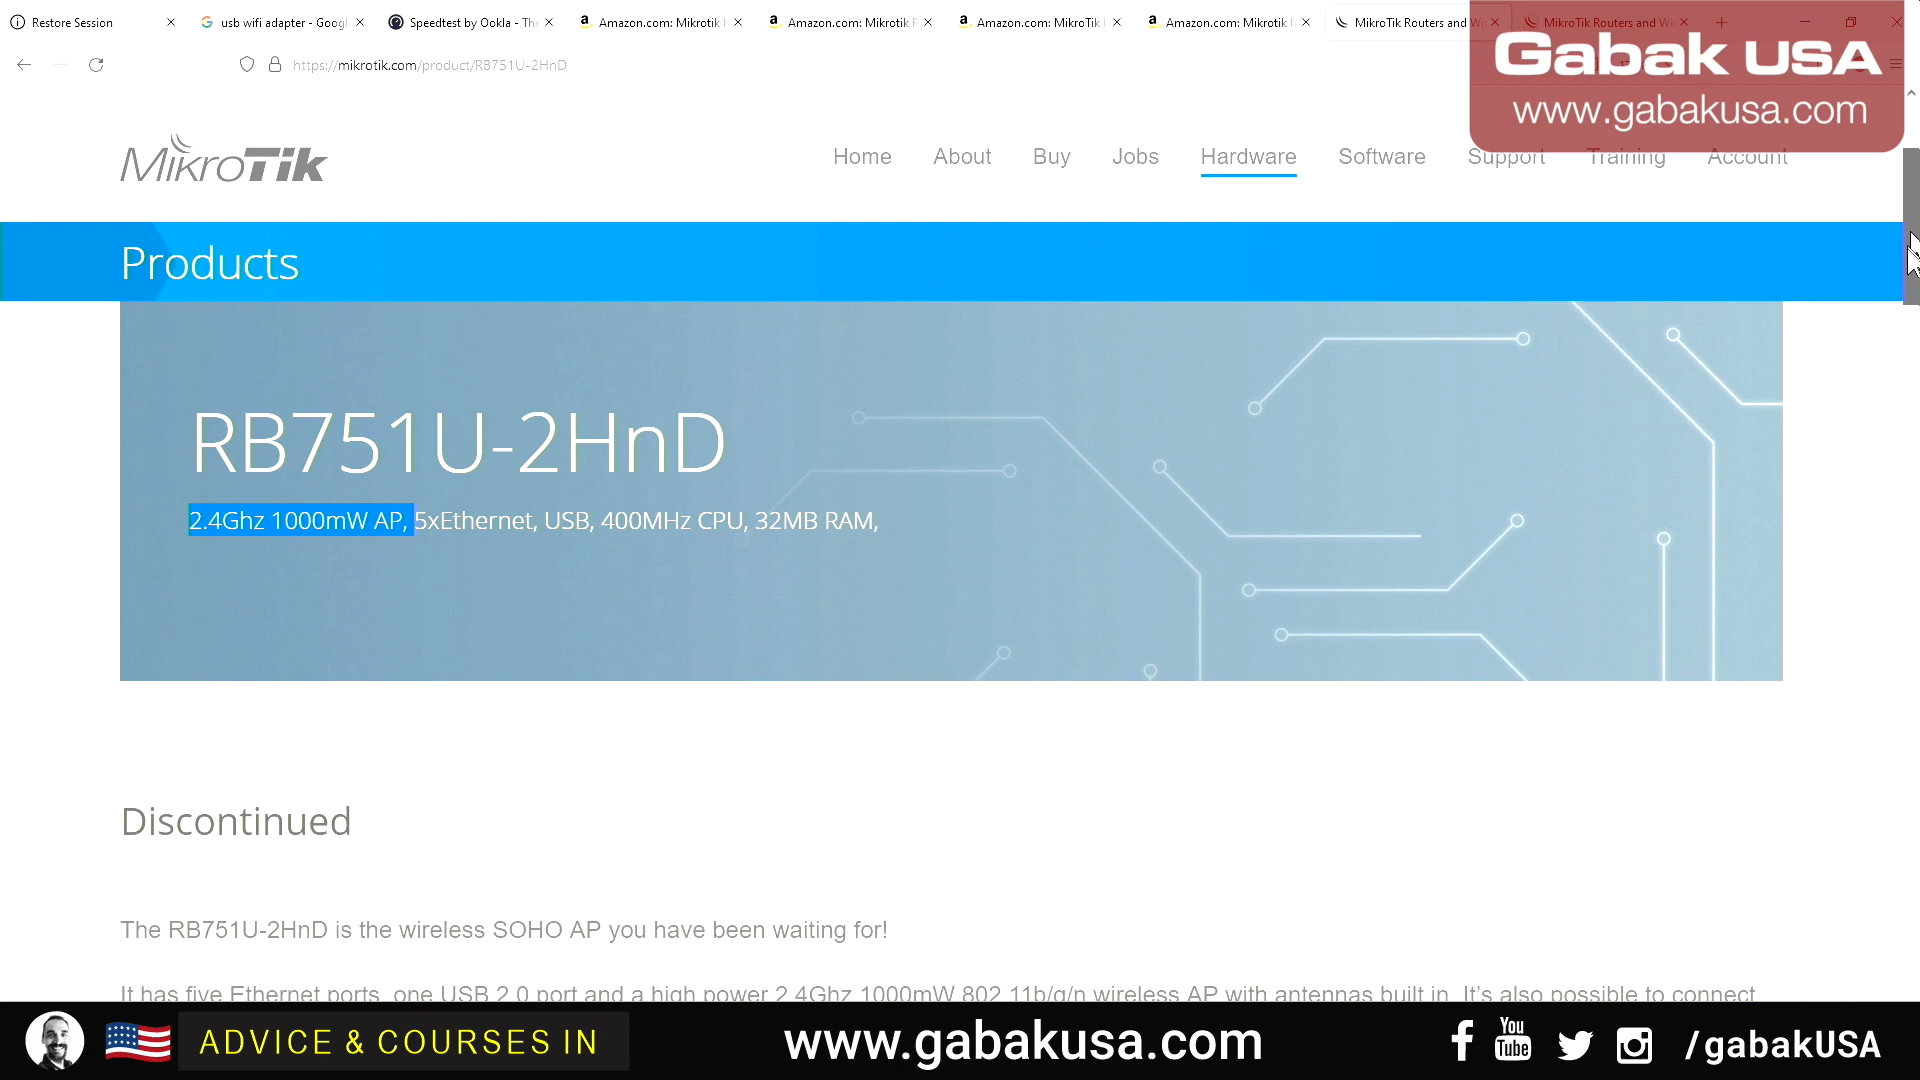 Restore Session
usb wifi adapter - Googl
Speedtest by Ookla - The
Amazon.com: Mikrotik h
Amazon.com: Mikrotik
Amazon.com: MikroTik
Amazon.com: Mikrotik h
MikroTik Routers and Wi
MikroTik Routers and Wi
https://mikrotik.com/product/RB751U-2HnD
Gabak USA
www.gabakusa.com
MikroTik
Home About Buy Jobs Hardware Software Support Training Account
Products
RB751U-2HnD
2.4Ghz 1000mW AP, 5xEthernet, USB, 400MHz CPU, 32MB RAM,
Discontinued
The RB751U-2HnD is the wireless SOHO AP you have been waiting for!
It has five Ethernet ports, one USB 2.0 port and a high power 2.4Ghz 1000mW 802.11b/g/n wireless AP with antennas built in. It's also possible to connect
ADVICE & COURSES IN
www.gabakusa.com
You
Tube
/gabakUSA